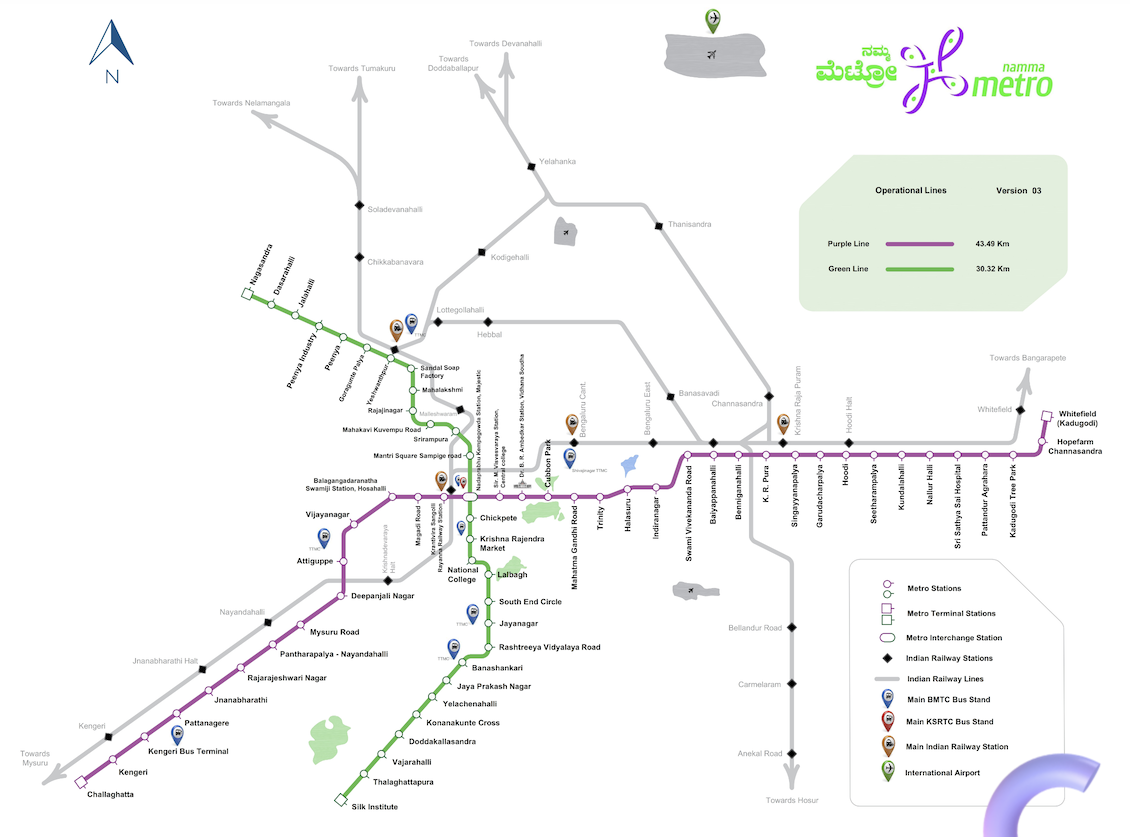 N
Towards Nelamangala
Towards Tumakuru
Towards
Doddaballapur
Towards Devanahalli
ನಮ್ಮ
ಮೆಟ್ರೋ
namma
metro
Operational Lines Version 03
Purple Line 43.49 Km
Green Line 30.32 Km
Yelahanka
Soladevanahalli
Thanisandra
Chikkabanavara
Kodigehalli
Lottegollahalli
Hebbal
Nagasandra
Dasarahalli
Jalahalli
Peenya Industry
Peenya
Goragunte Palya
Yeshwanthpur
TTMC
Sandal Soap
Factory
Mahalakshmi
Rajajinagar
Malleshwaram
Mahakavi Kuvempu Road
Srirampura
Mantri Square Sampige road
Banasavadi
Channasandra
Towards Bangarapete
Whitefield
Whitefield
(Kadugodi)
Hopefarm
Channasandra
Bengaluru Cant.
Bengaluru East
Krishna Raja Puram
Hoodi Halt
Shivajinagar TTMC
Balagangadaranatha
Swamiji Station, Hosahalli
Magadi Road
Krantivira Sangolli
Rayanna Railway Station
Nadaprabhu Kempegowda Station, Majestic
Sir. M. Visvesvaraya Station,
Central college
Dr. B. R. Ambedkar Station, Vidhana Soudha
Cubbon Park
Mahatma Gandhi Road
Trinity
Halasuru
Indiranagar
Swami Vivekananda Road
Baiyappanahalli
Benniganahalli
K. R. Pura
Singayyanapalya
Garudacharpalya
Hoodi
Seetharampalya
Kundalahalli
Nallur Halli
Sri Sathya Sai Hospital
Pattandur Agrahara
Kadugodi Tree Park
Vijayanagar
TTMC
Attiguppe
Krishnadevaraya
Halt
Chickpete
Krishna Rajendra
Market
National
College
Lalbagh
South End Circle
TTMC
Jayanagar
Rashtreeya Vidyalaya Road
TTMC
Banashankari
Jaya Prakash Nagar
Yelachenahalli
Konanakunte Cross
Doddakallasandra
Vajarahalli
Thalaghattapura
Silk Institute
Deepanjali Nagar
Nayandahalli
Mysuru Road
Pantharapalya - Nayandahalli
Jnanabharathi Halt
Rajarajeshwari Nagar
Jnanabharathi
Pattanagere
Kengeri
Kengeri Bus Terminal
Kengeri
Challaghatta
Towards
Mysuru
Bellandur Road
Carmelaram
Anekal Road
Towards Hosur
Metro Stations
Metro Terminal Stations
Metro Interchange Station
Indian Railway Stations
Indian Railway Lines
Main BMTC Bus Stand
Main KSRTC Bus Stand
Main Indian Railway Station
International Airport